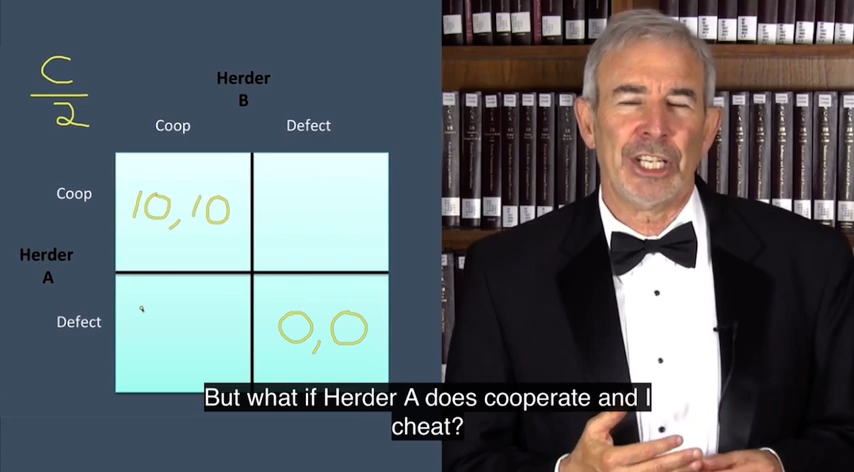 C
2
Herder
B
Coop
Defect
Coop
10,10
Herder
A
Defect
0,0
But what if Herder A does cooperate and I
cheat?